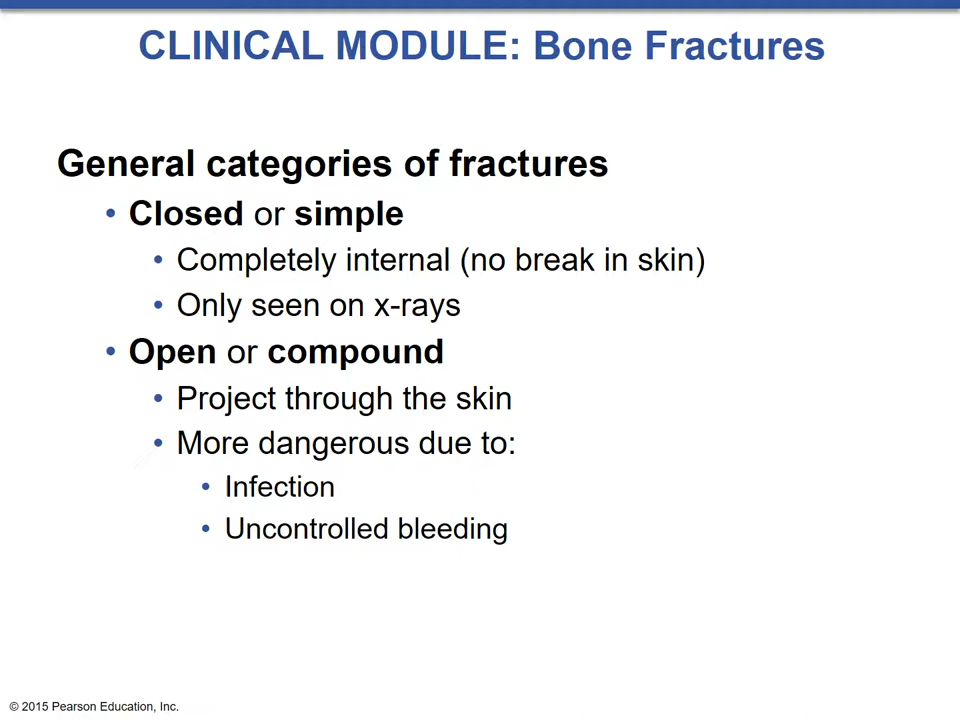 CLINICAL MODULE: Bone Fractures
General categories of fractures
• Closed or simple
• Completely internal (no break in skin)
• Only seen on x-rays
• Open or compound
• Project through the skin
• More dangerous due to:
• Infection
• Uncontrolled bleeding
© 2015 Pearson Education, Inc.